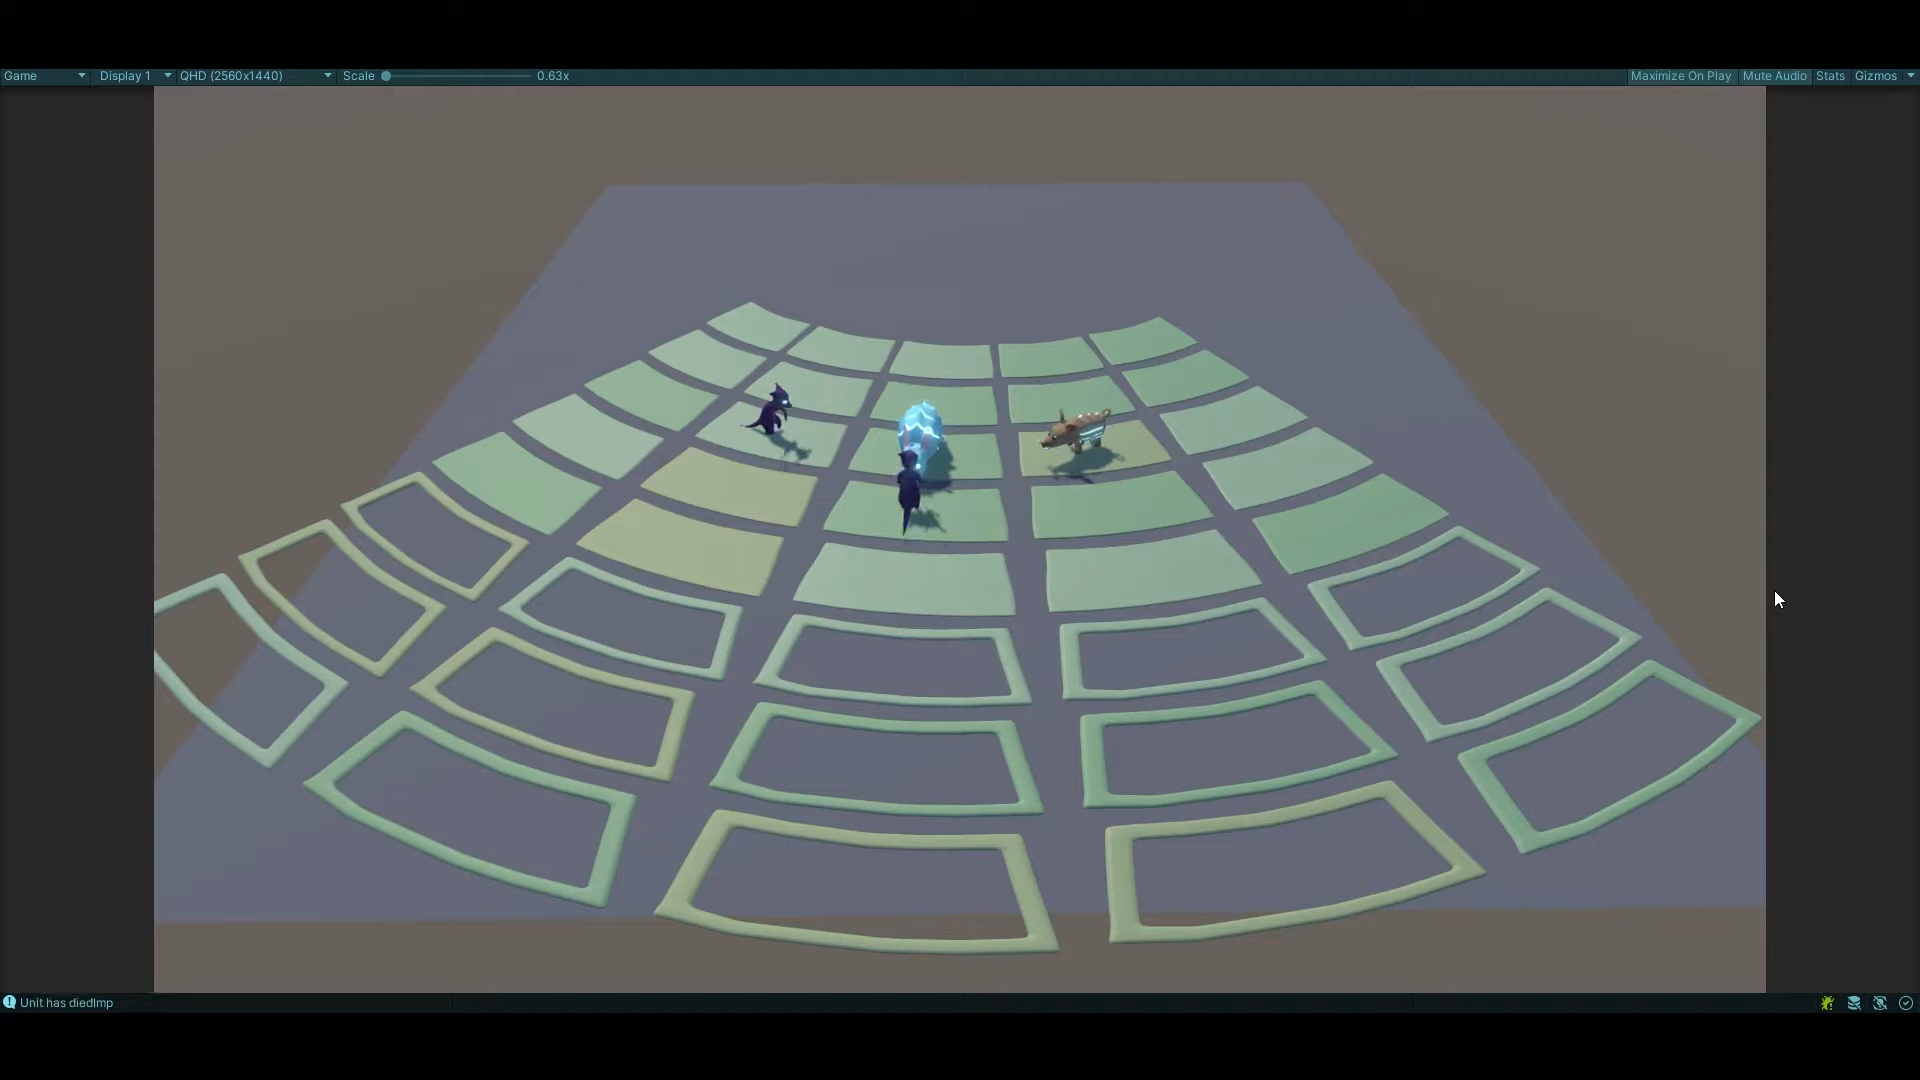 Game Display 1 QHD (2560x1440) Scale 0.63x Maximize On Play Mute Audio Stats Gizmos
Unit has diedImp